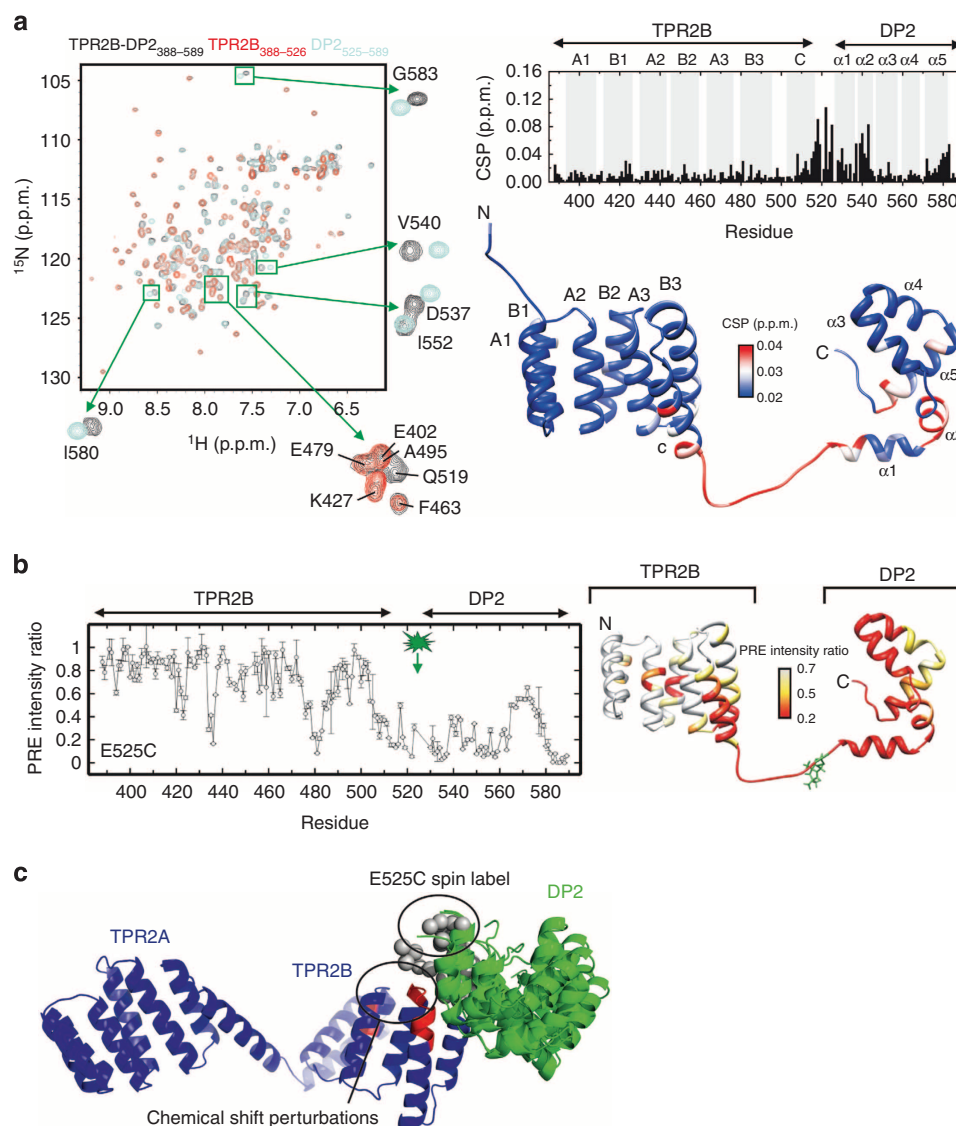 a
TPR2B-DP2388–589 TPR2B388–526 DP2525–589
105
110
115
120
125
130
15N (p.p.m.)
9.0 8.5 8.0 7.5 7.0 6.5
1H (p.p.m.)
G583
V540
D537
I552
I580
E402
E479
A495
Q519
K427
F463
TPR2B DP2
A1 B1 A2 B2 A3 B3 C α1 α2 α3 α4 α5
0.16
0.12
0.08
0.04
0.00
CSP (p.p.m.)
400 420 440 460 480 500 520 540 560 580
Residue
N
B1
A1
A2
B2
A3
B3
CSP (p.p.m.)
0.04
0.03
0.02
c
α4
α3
C
α5
α1
b
TPR2B DP2
1
0.8
0.6
0.4
0.2
0
PRE intensity ratio
E525C
400 420 440 460 480 500 520 540 560 580
Residue
TPR2B DP2
N
PRE intensity ratio
0.7
0.5
0.2
C
c
E525C spin label
DP2
TPR2A
TPR2B
Chemical shift perturbations